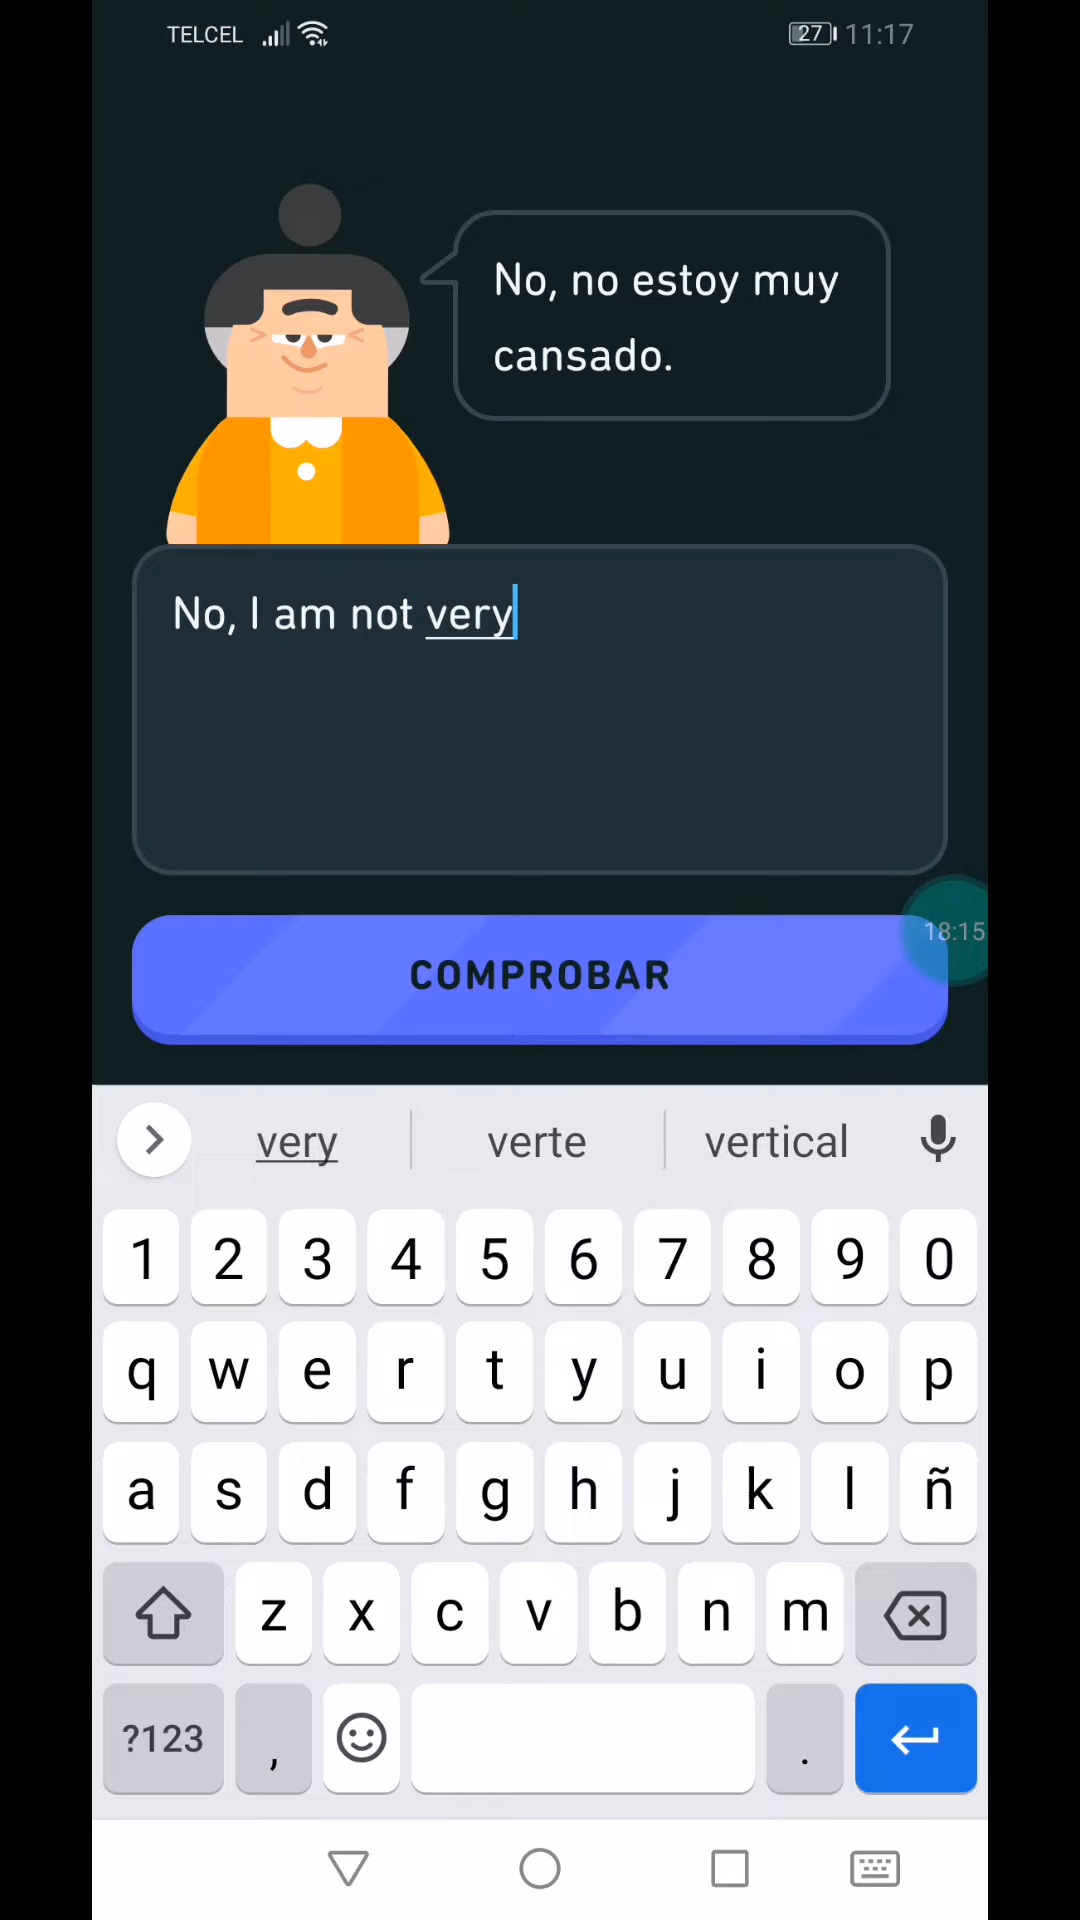 TELCEL 27 11:17
No, no estoy muy
cansado.
No, I am not very
18:15
COMPROBAR
very verte vertical
1 2 3 4 5 6 7 8 9 0
q w e r t y u i o p
a s d f g h j k l ñ
z x c v b n m
?123 , .